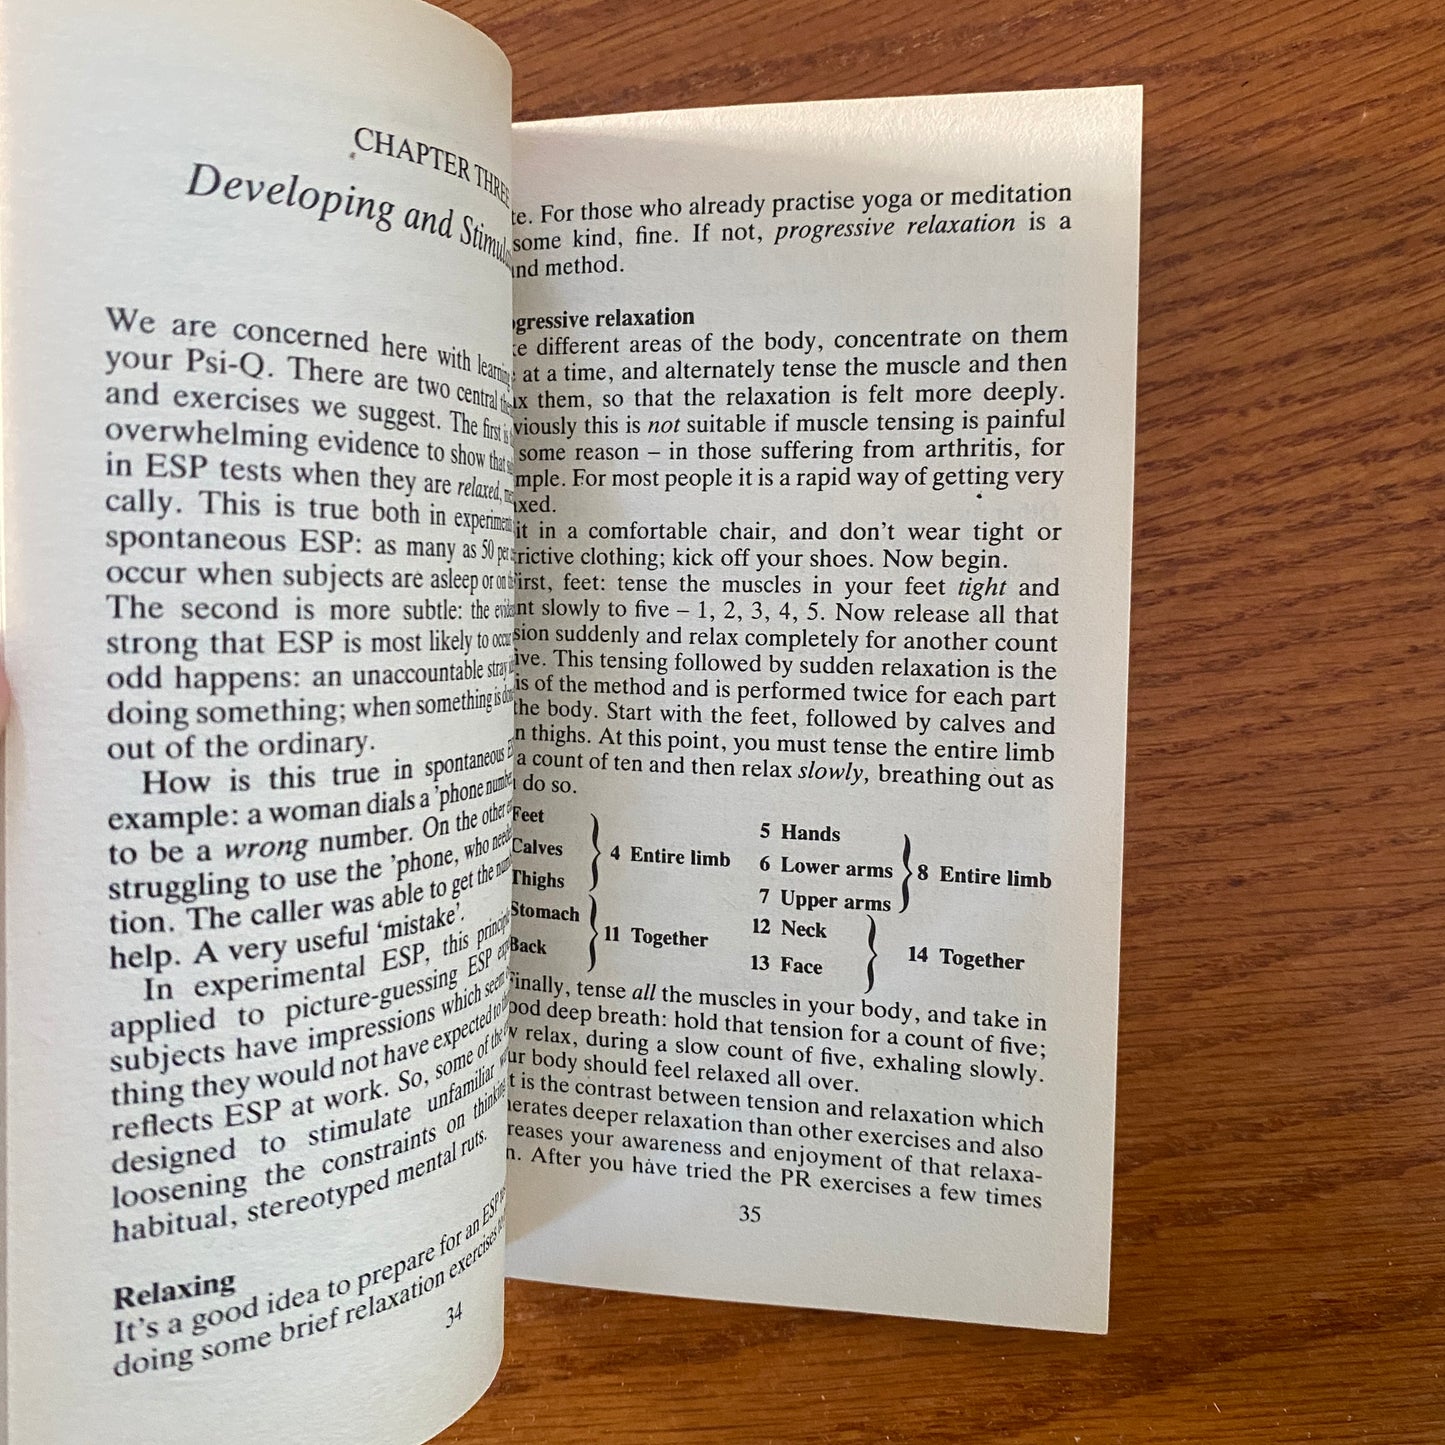 CHAPTER THREE
Developing and
We are concerned here with learning
your Psi-Q. There are two central
and exercises we suggest. The first is
overwhelming evidence to show that
in ESP tests when they are relaxed,
cally. This is true both in
spontaneous ESP: as many as 50 per
occur when subjects are asleep or on
The second is more subtle: the
strong that ESP is most likely to occur
odd happens: an unaccountable stray
doing something; when something is
out of the ordinary.
How is this true in spontaneous
example: a woman dials a 'phone
to be a wrong number. On the other
struggling to use the 'phone, who
tion. The caller was able to get the
help. A very useful 'mistake'.
In experimental ESP, this principle
applied to picture-guessing ESP
subjects have impressions which seem
thing they would not have expected to
reflects ESP at work. So, some of the
designed to stimulate unfamiliar
loosening the constraints on thinking
habitual, stereotyped mental ruts.
Relaxing
It's a good idea to prepare for an ESP
doing some brief relaxation exercises
34
te. For those who already practise yoga or meditation
some kind, fine. If not, progressive relaxation is a
nd method.
gressive relaxation
different areas of the body, concentrate on them
at a time, and alternately tense the muscle and then
x them, so that the relaxation is felt more deeply.
viously this is not suitable if muscle tensing is painful
some reason – in those suffering from arthritis, for
mple. For most people it is a rapid way of getting very
xed.
it in a comfortable chair, and don't wear tight or
rictive clothing; kick off your shoes. Now begin.
First, feet: tense the muscles in your feet tight and
nt slowly to five – 1, 2, 3, 4, 5. Now release all that
sion suddenly and relax completely for another count
ive. This tensing followed by sudden relaxation is the
is of the method and is performed twice for each part
the body. Start with the feet, followed by calves and
n thighs. At this point, you must tense the entire limb
a count of ten and then relax slowly, breathing out as
do so.
Feet
Calves
Thighs
4 Entire limb
5 Hands
6 Lower arms
7 Upper arms
8 Entire limb
Stomach
Back
11 Together
12 Neck
13 Face
14 Together
Finally, tense all the muscles in your body, and take in
ood deep breath: hold that tension for a count of five;
w relax, during a slow count of five, exhaling slowly.
ur body should feel relaxed all over.
t is the contrast between tension and relaxation which
nerates deeper relaxation than other exercises and also
reases your awareness and enjoyment of that relaxa-
n. After you have tried the PR exercises a few times
35